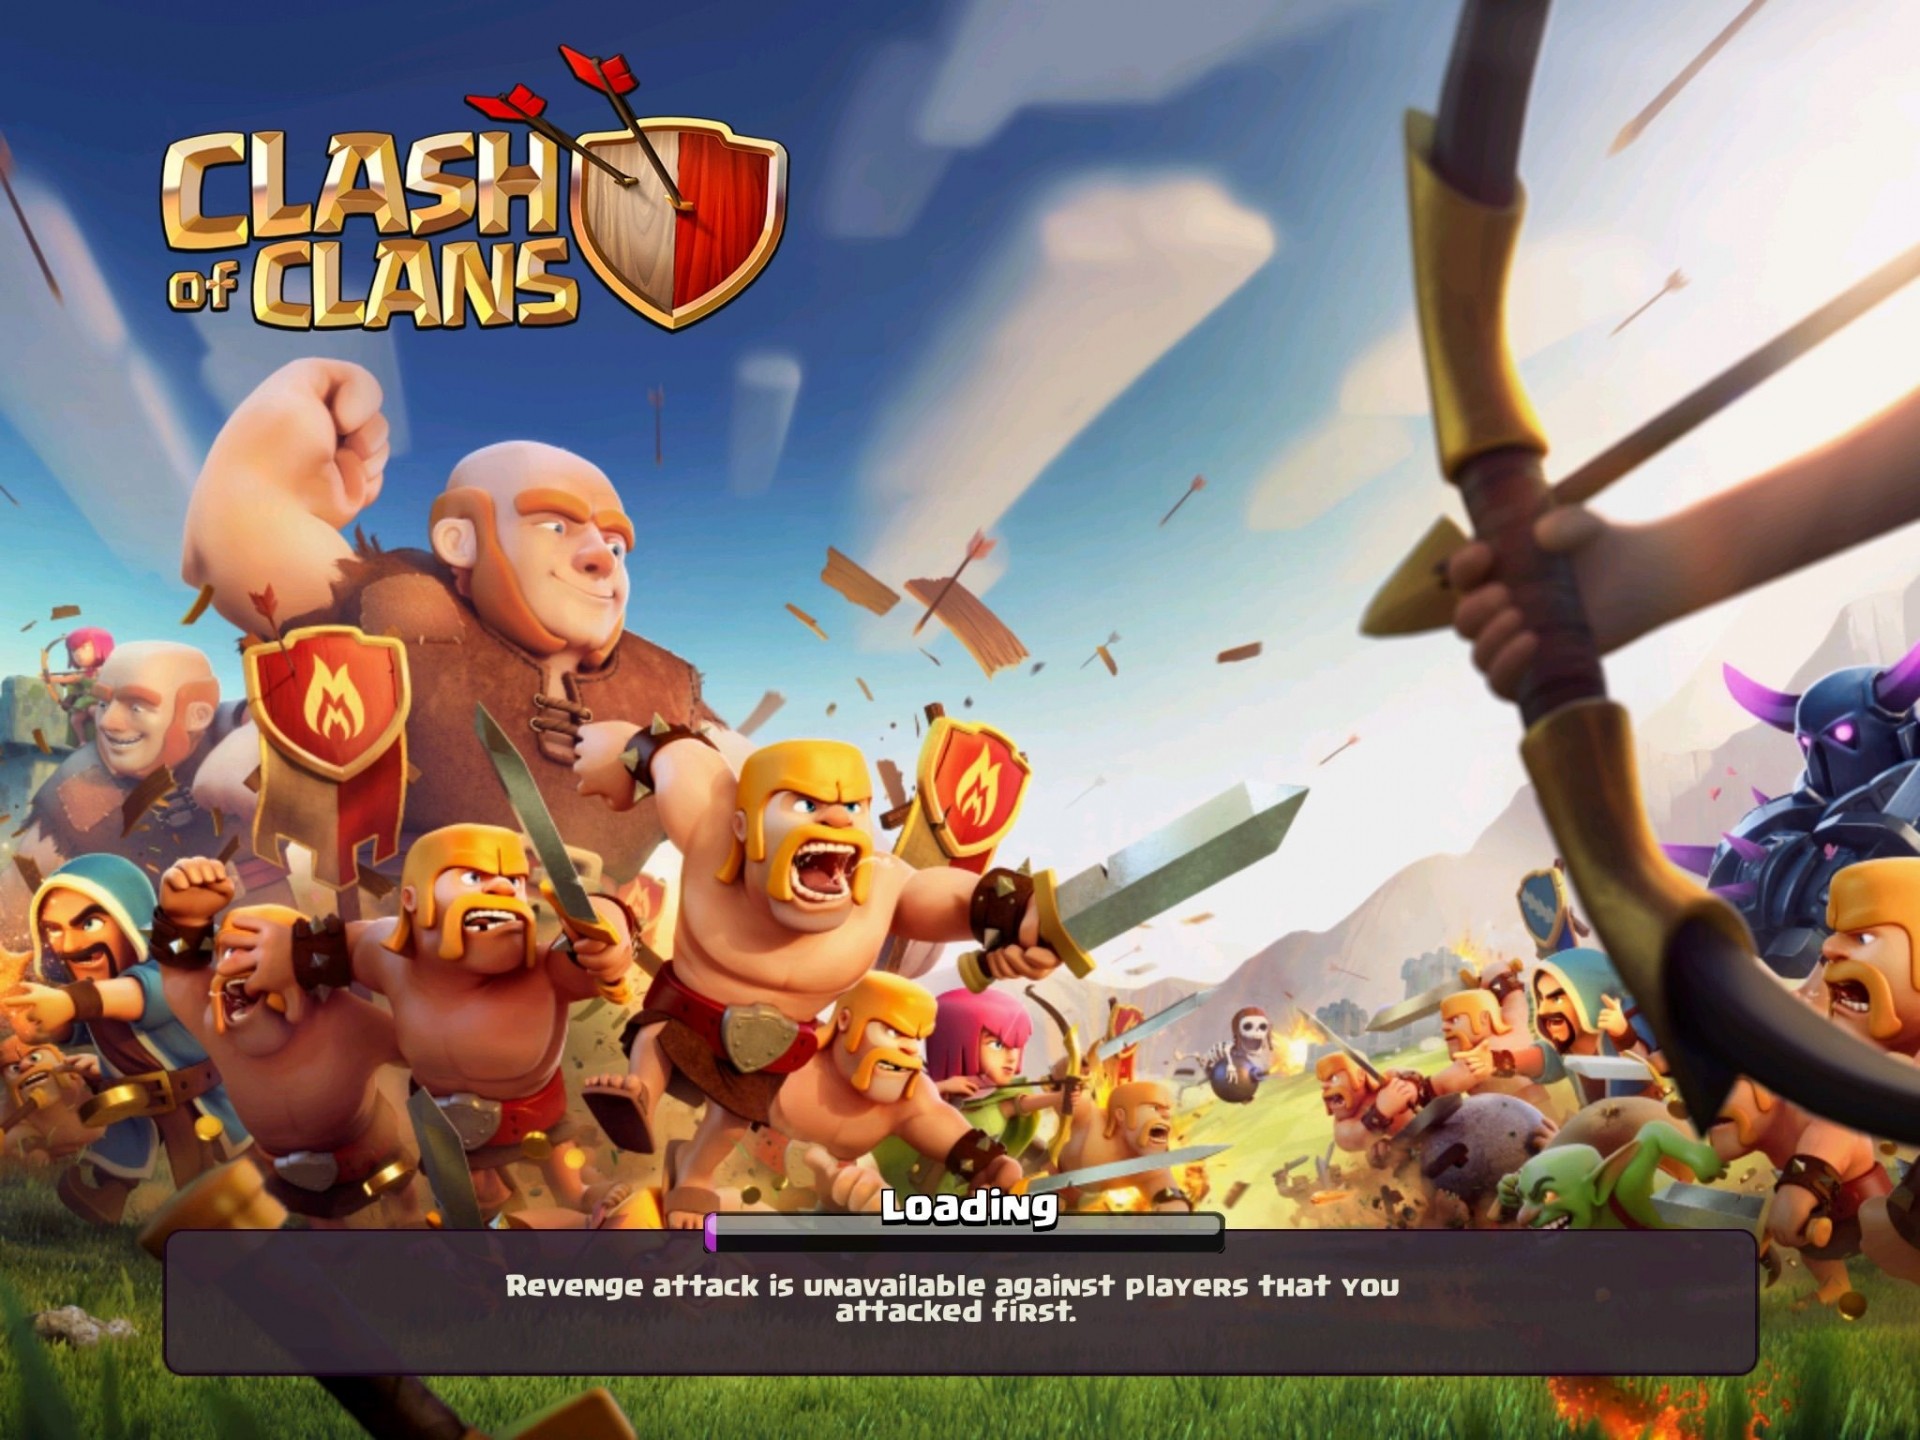 CLASH
OF CLANS
Loading
Revenge attack is unavailable against players that you
attacked first.